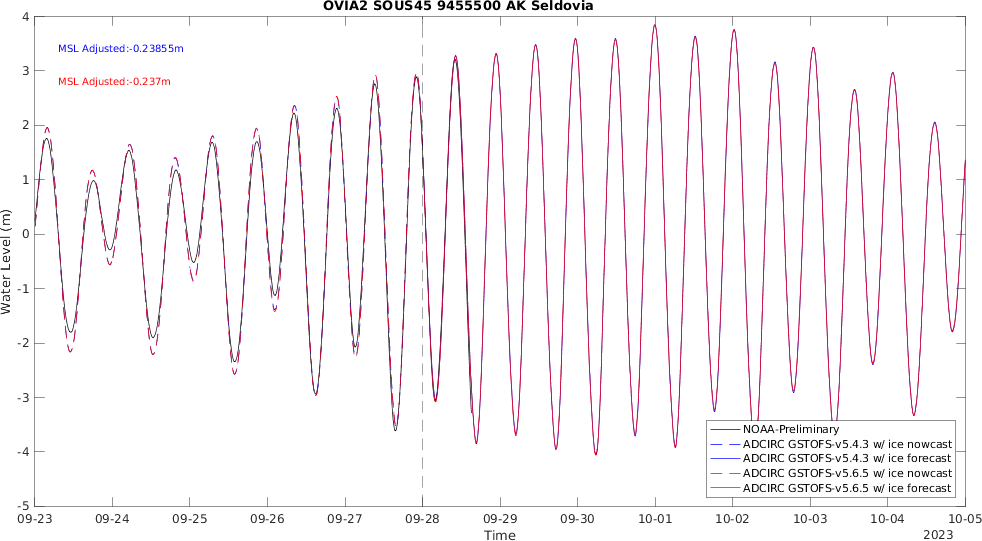 OVIA2 SOUS45 9455500 AK Seldovia
MSL Adjusted:-0.23855m
MSL Adjusted:-0.237m
Water Level (m)
4
3
2
1
0
-1
-2
-3
-4
-5
NOAA-Preliminary
ADCIRC GSTOFS-v5.4.3 w/ ice nowcast
ADCIRC GSTOFS-v5.4.3 w/ ice forecast
ADCIRC GSTOFS-v5.6.5 w/ ice nowcast
ADCIRC GSTOFS-v5.6.5 w/ ice forecast
09-23 09-24 09-25 09-26 09-27 09-28 09-29 09-30 10-01 10-02 10-03 10-04 10-05
Time
2023